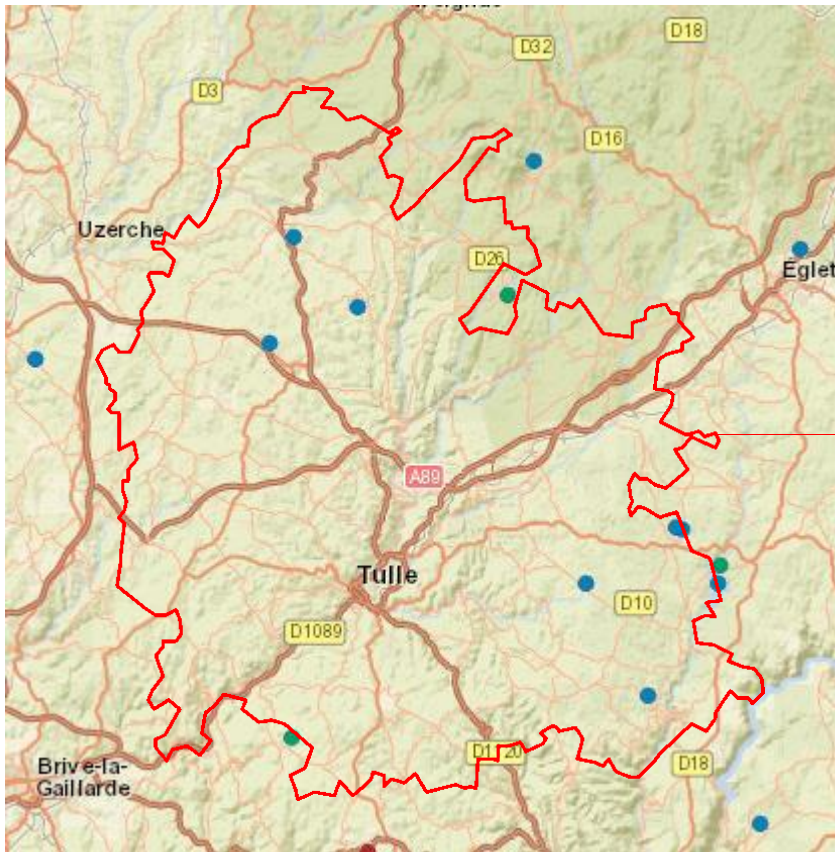 D32
D18
D3
D16
Uzerche
D26
Eglet
A89
Tulle
D10
D1089
D1120
D18
Brive-la-
Gaillarde